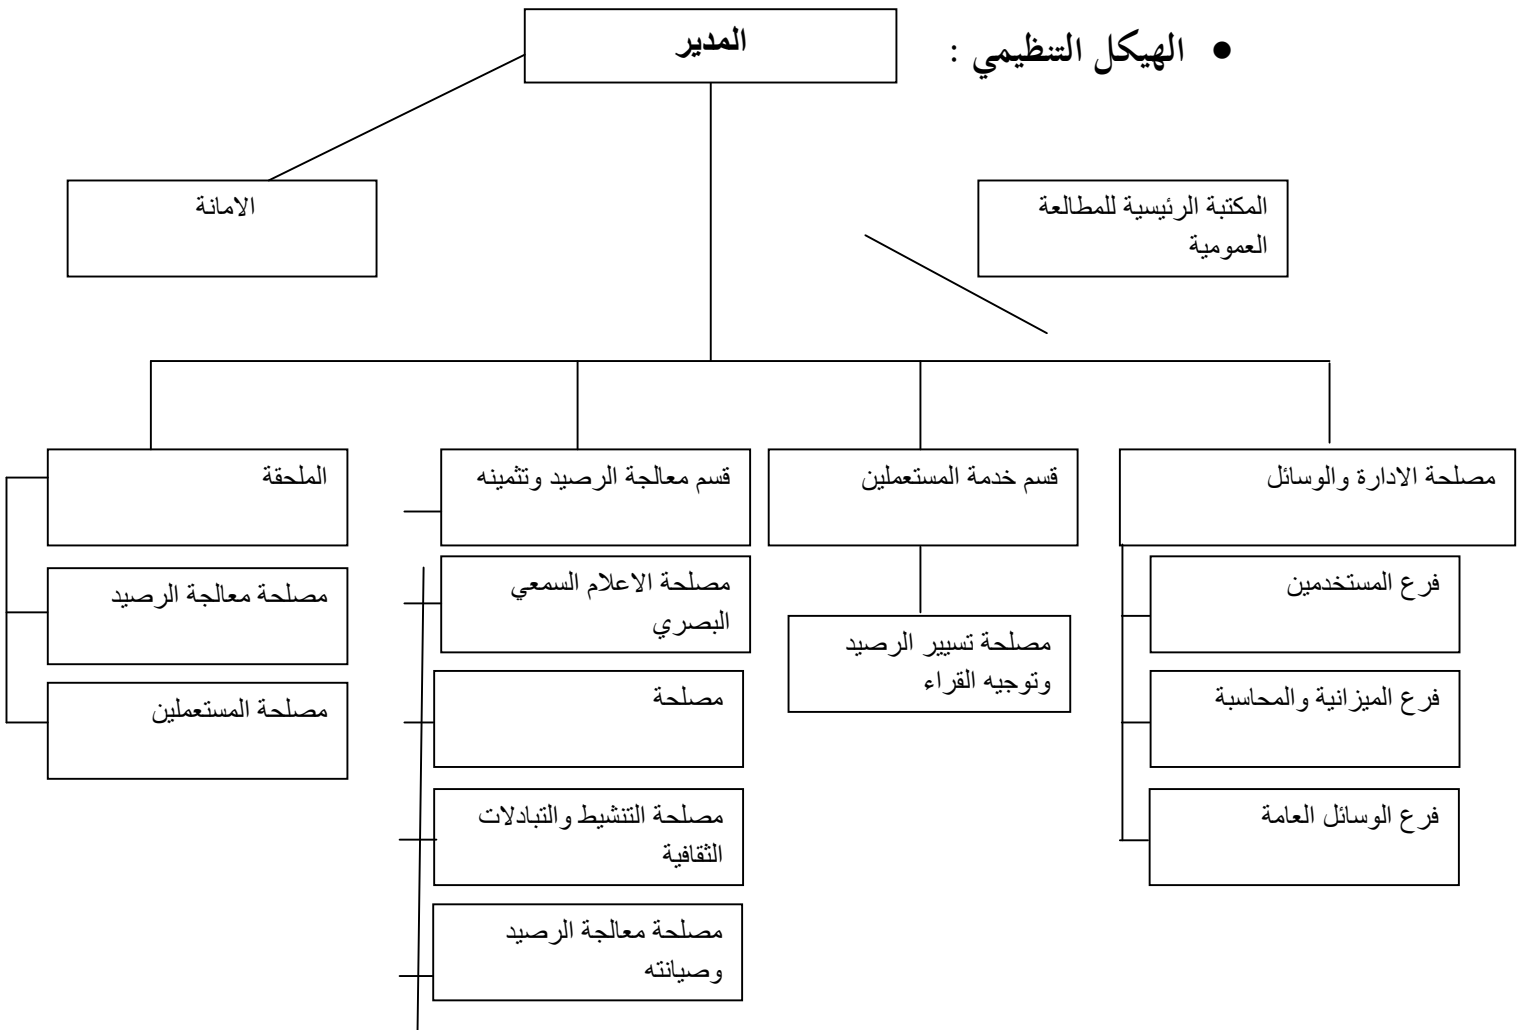 • الهيكل التنظيمي :
المدير
المكتبة الرئيسية للمطالعة
العمومية
الامانة
مصلحة الادارة والوسائل
فرع المستخدمين
فرع الميزانية والمحاسبة
فرع الوسائل العامة
قسم خدمة المستعملين
مصلحة تسيير الرصيد
وتوجيه القراء
قسم معالجة الرصيد وتثمينه
مصلحة الاعلام السمعي
البصري
مصلحة
مصلحة التنشيط والتبادلات
الثقافية
مصلحة معالجة الرصيد
وصيانته
الملحقة
مصلحة معالجة الرصيد
مصلحة المستعملين